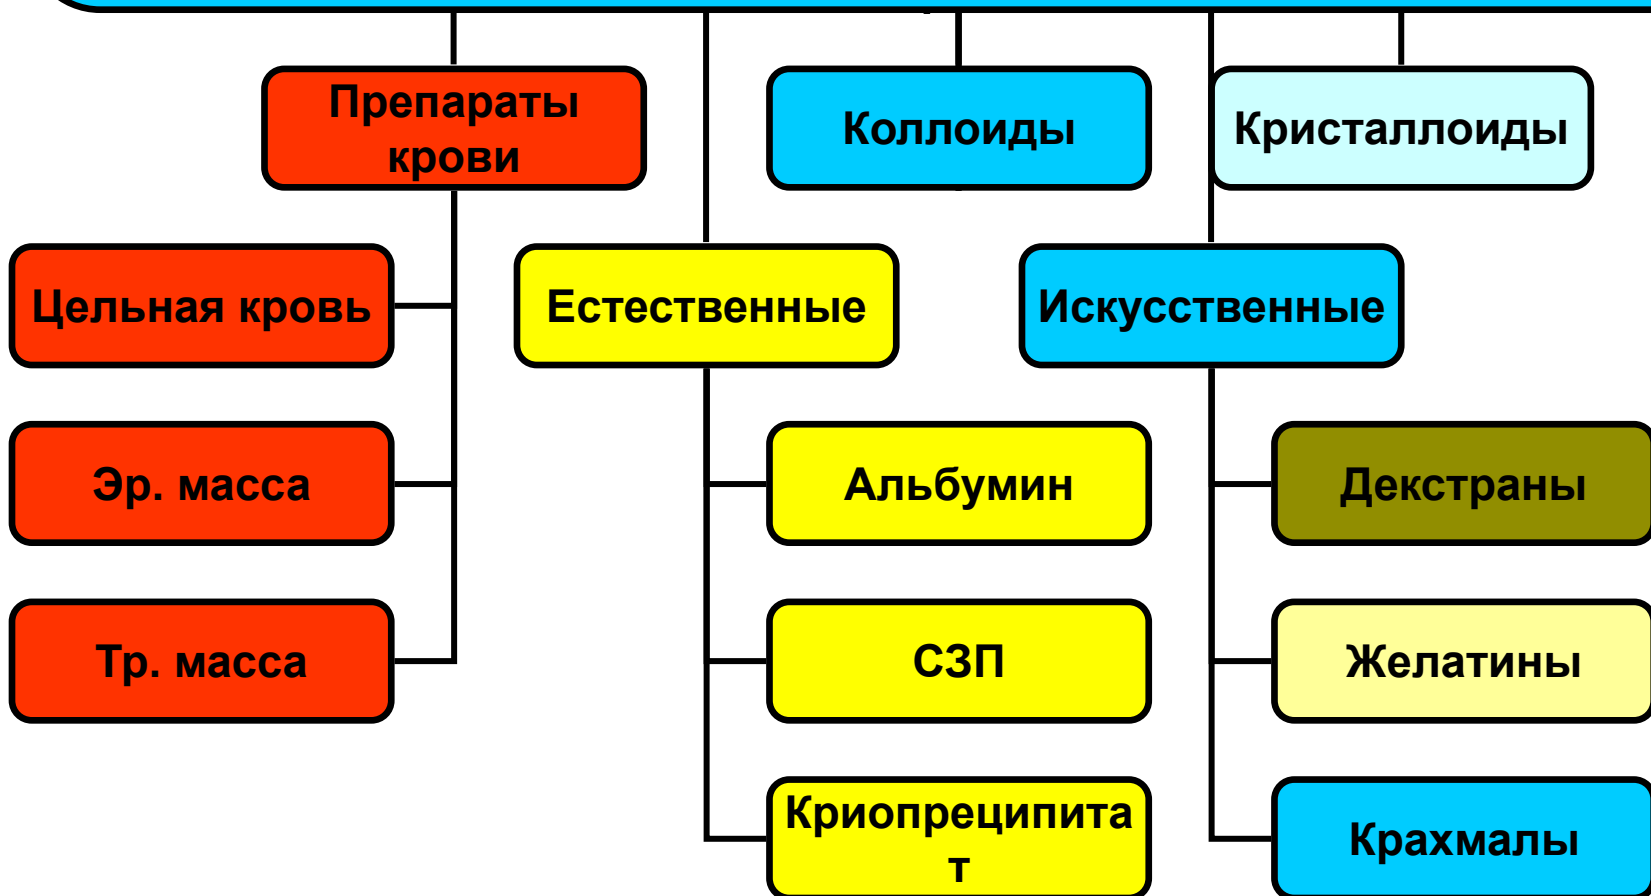 Препараты
крови
Коллоиды
Кристаллоиды
Цельная кровь
Естественные
Искусственные
Эр. масса
Альбумин
Декстраны
Тр. масса
СЗП
Желатины
Криопреципита
т
Крахмалы